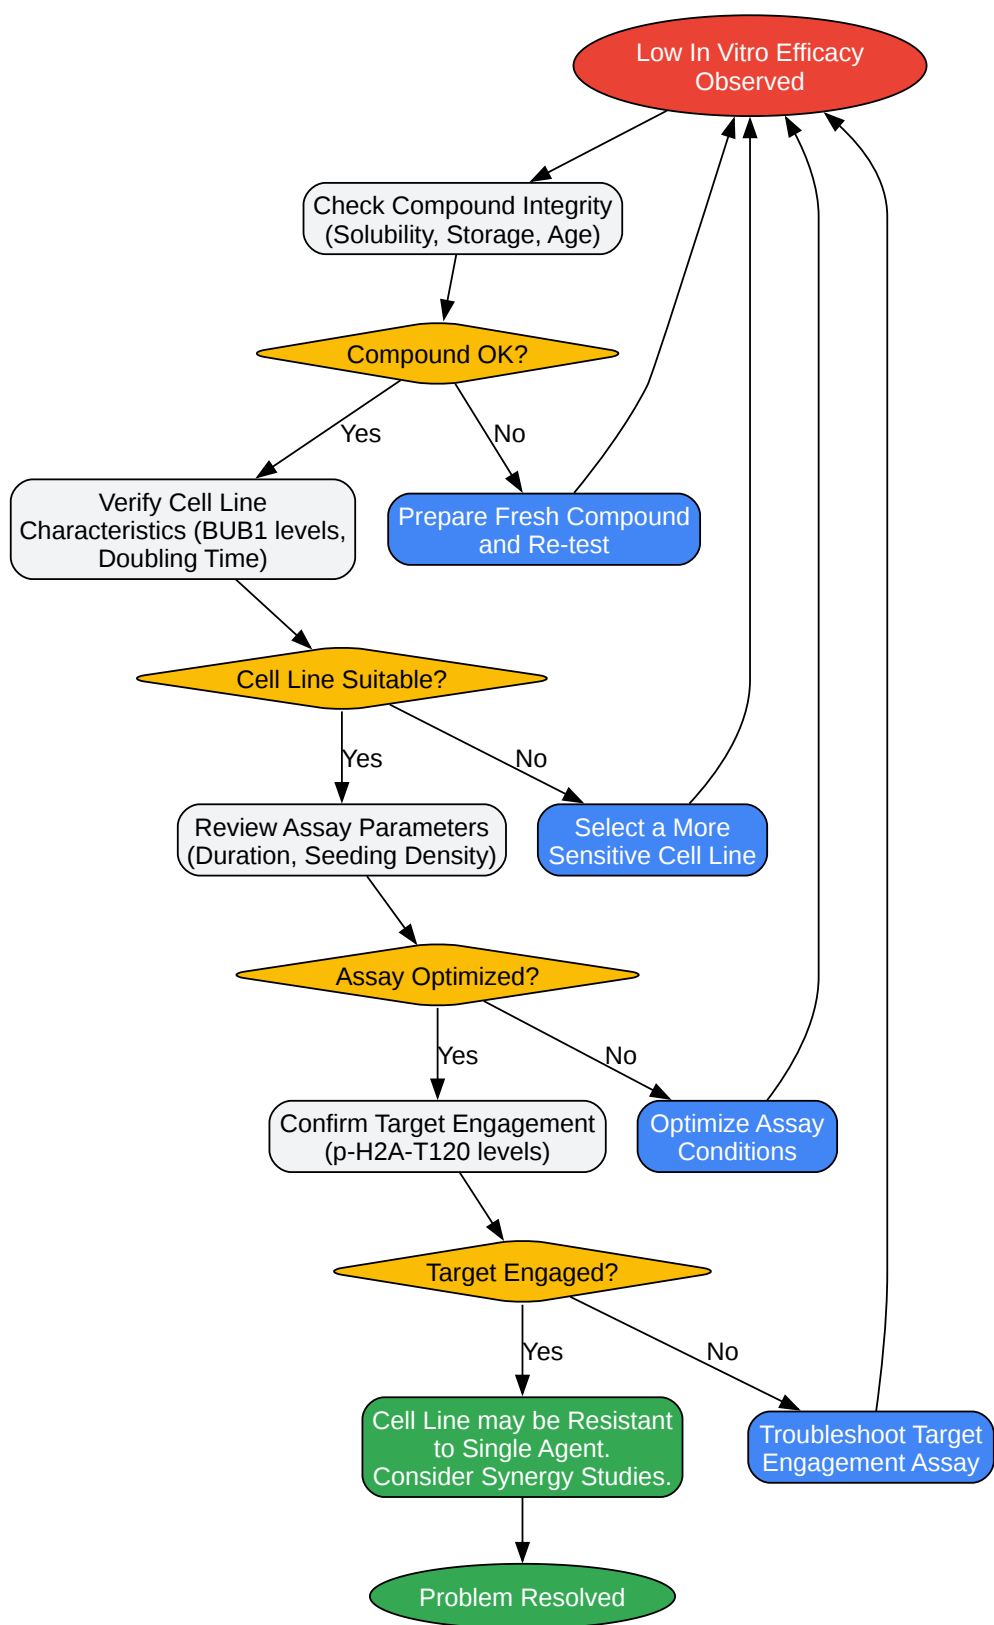 Low In Vitro Efficacy
Observed
Check Compound Integrity
(Solubility, Storage, Age)
Compound OK?
Yes
No
Verify Cell Line
Characteristics (BUB1 levels,
Doubling Time)
Prepare Fresh Compound
and Re-test
Cell Line Suitable?
Yes
No
Review Assay Parameters
(Duration, Seeding Density)
Select a More
Sensitive Cell Line
Assay Optimized?
Yes
No
Confirm Target Engagement
(p-H2A-T120 levels)
Optimize Assay
Conditions
Target Engaged?
Yes
No
Cell Line may be Resistant
to Single Agent.
Consider Synergy Studies.
Troubleshoot Target
Engagement Assay
Problem Resolved